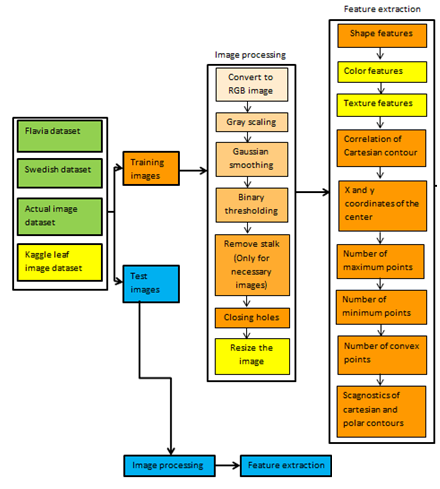 Feature extraction
Image processing
Flavia dataset
Swedish dataset
Actual image
dataset
Kaggle leaf
image dataset
Training
images
Test
images
Convert to
RGB image
Gray scaling
Gaussian
smoothing
Binary
thresholding
Remove stalk
(Only for
necessary
images)
Closing holes
Resize the
image
Shape features
Color features
Texture features
Correlation of
Cartesian contour
X and y
coordinates of the
center
Number of
maximum points
Number of
minimum points
Number of convex
points
Scagnostics of
cartesian and
polar contours
Image processing
Feature extraction